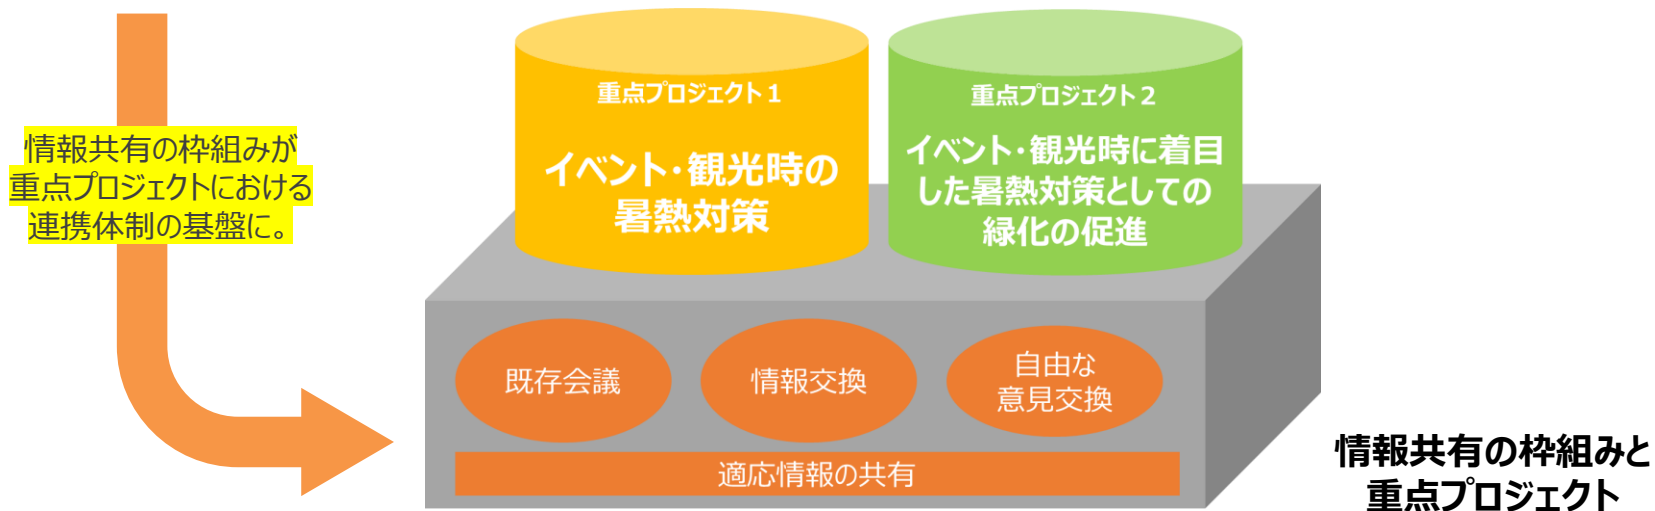 情報共有の枠組みが
重点プロジェクトにおける
連携体制の基盤に。
重点プロジェクト１
イベント・観光時の
暑熱対策
重点プロジェクト２
イベント・観光時に着目
した暑熱対策としての
緑化の促進
既存会議
情報交換
自由な
意見交換
適応情報の共有
情報共有の枠組みと
重点プロジェクト